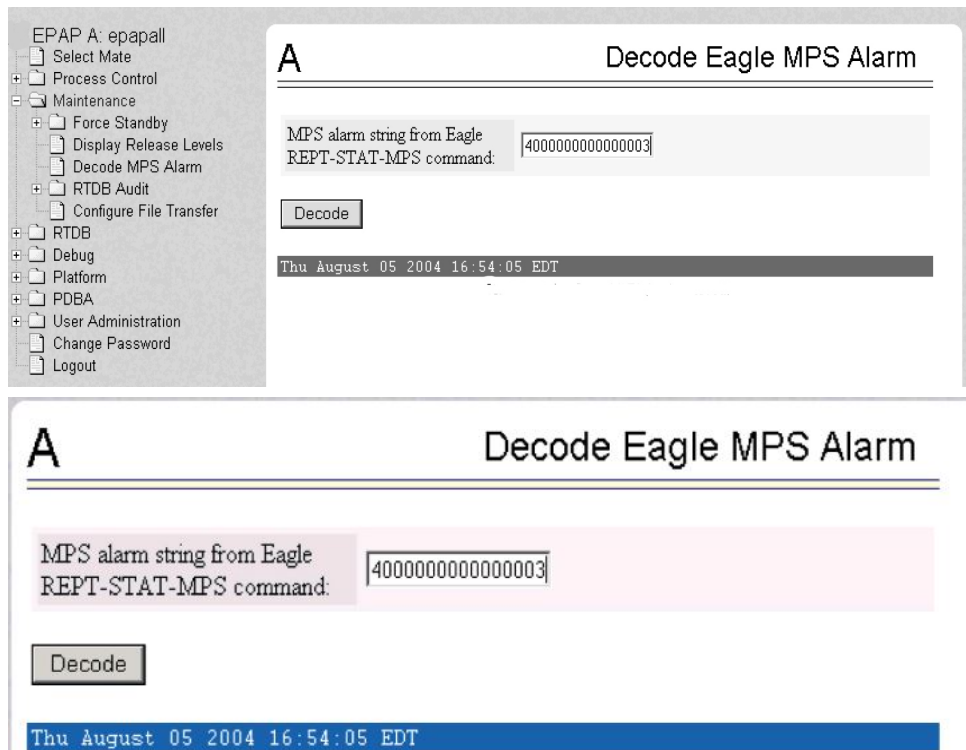 EPAP A: epapall
Select Mate
Process Control
Maintenance
Force Standby
Display Release Levels
Decode MPS Alarm
RTDB Audit
Configure File Transfer
RTDB
Debug
Platform
PDBA
User Administration
Change Password
Logout
A
Decode Eagle MPS Alarm
MPS alarm string from Eagle
REPT-STAT-MPS command:
4000000000000003
Decode
Thu August 05 2004 16:54:05 EDT
A
Decode Eagle MPS Alarm
MPS alarm string from Eagle
REPT-STAT-MPS command:
4000000000000003
Decode
Thu August 05 2004 16:54:05 EDT